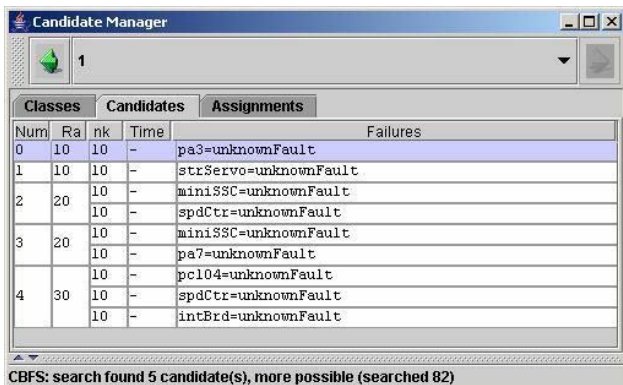 Candidate Manager
1
Classes Candidates Assignments
Num Ra nk Time Failures
0 10 10 - pa3=unknownFault
1 10 10 - strServo=unknownFault
2 20 10 - miniSSC=unknownFault
10 - spdCtr=unknownFault
3 20 10 - miniSSC=unknownFault
10 - pa7=unknownFault
4 30 10 - pcl04=unknownFault
10 - spdCtr=unknownFault
10 - intBrd=unknownFault
CBFS: search found 5 candidate(s), more possible (searched 82)